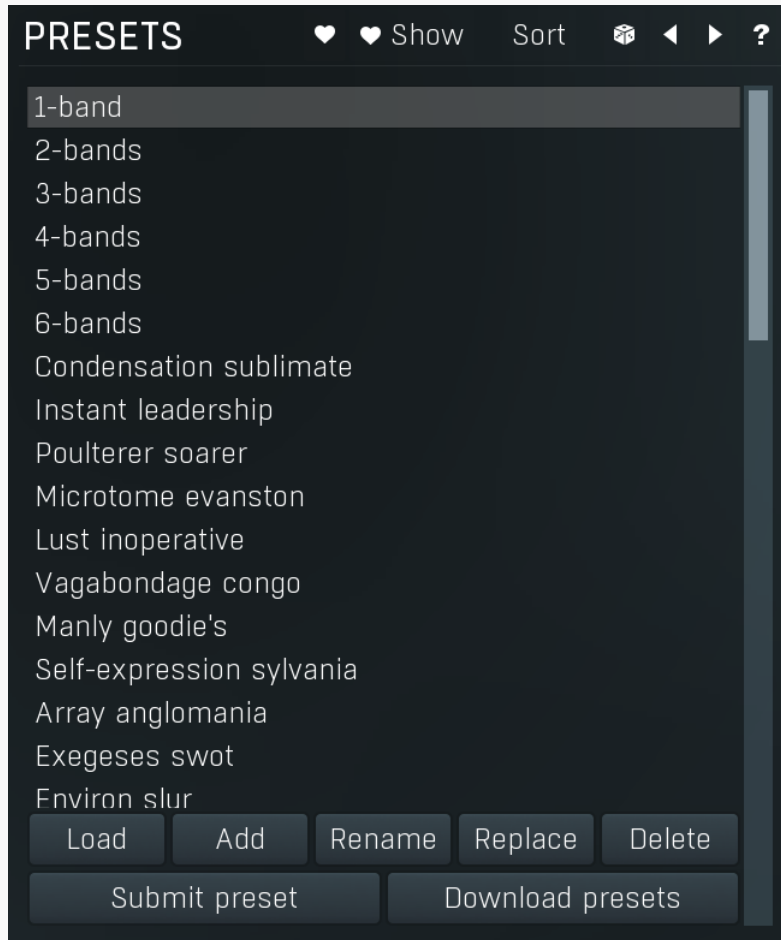 PRESETS Show Sort ?
1-band
2-bands
3-bands
4-bands
5-bands
6-bands
Condensation sublimate
Instant leadership
Poulterer soarer
Microtome evanston
Lust inoperative
Vagabondage congo
Manly goodie's
Self-expression sylvania
Array anglomania
Exegeses swot
Environ slur
Load Add Rename Replace Delete
Submit preset Download presets